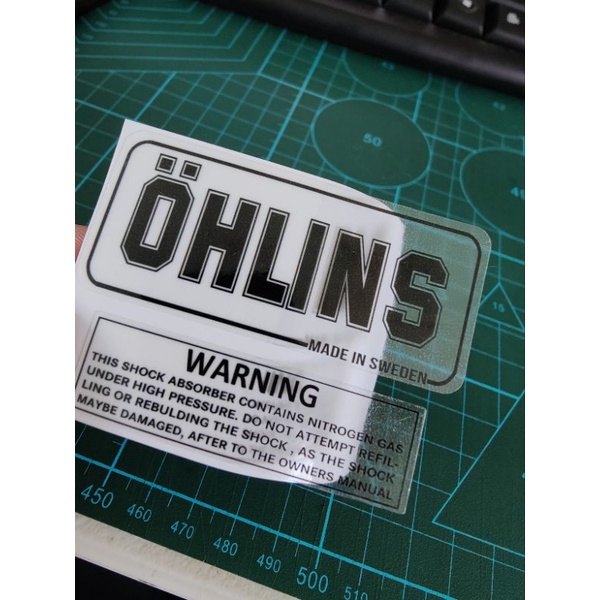 50
40
15
ÖHLINS
MADE IN SWEDEN
WARNING
THIS SHOCK ABSORBER CONTAINS NITROGEN GAS
UNDER HIGH PRESSURE. DO NOT ATTEMPT REFIL-
LING OR REBULDING THE SHOCK , AS THE SHOCK
MAYBE DAMAGED, AFTER TO THE OWNERS MANUAL
450 460 470 480 490 500 510